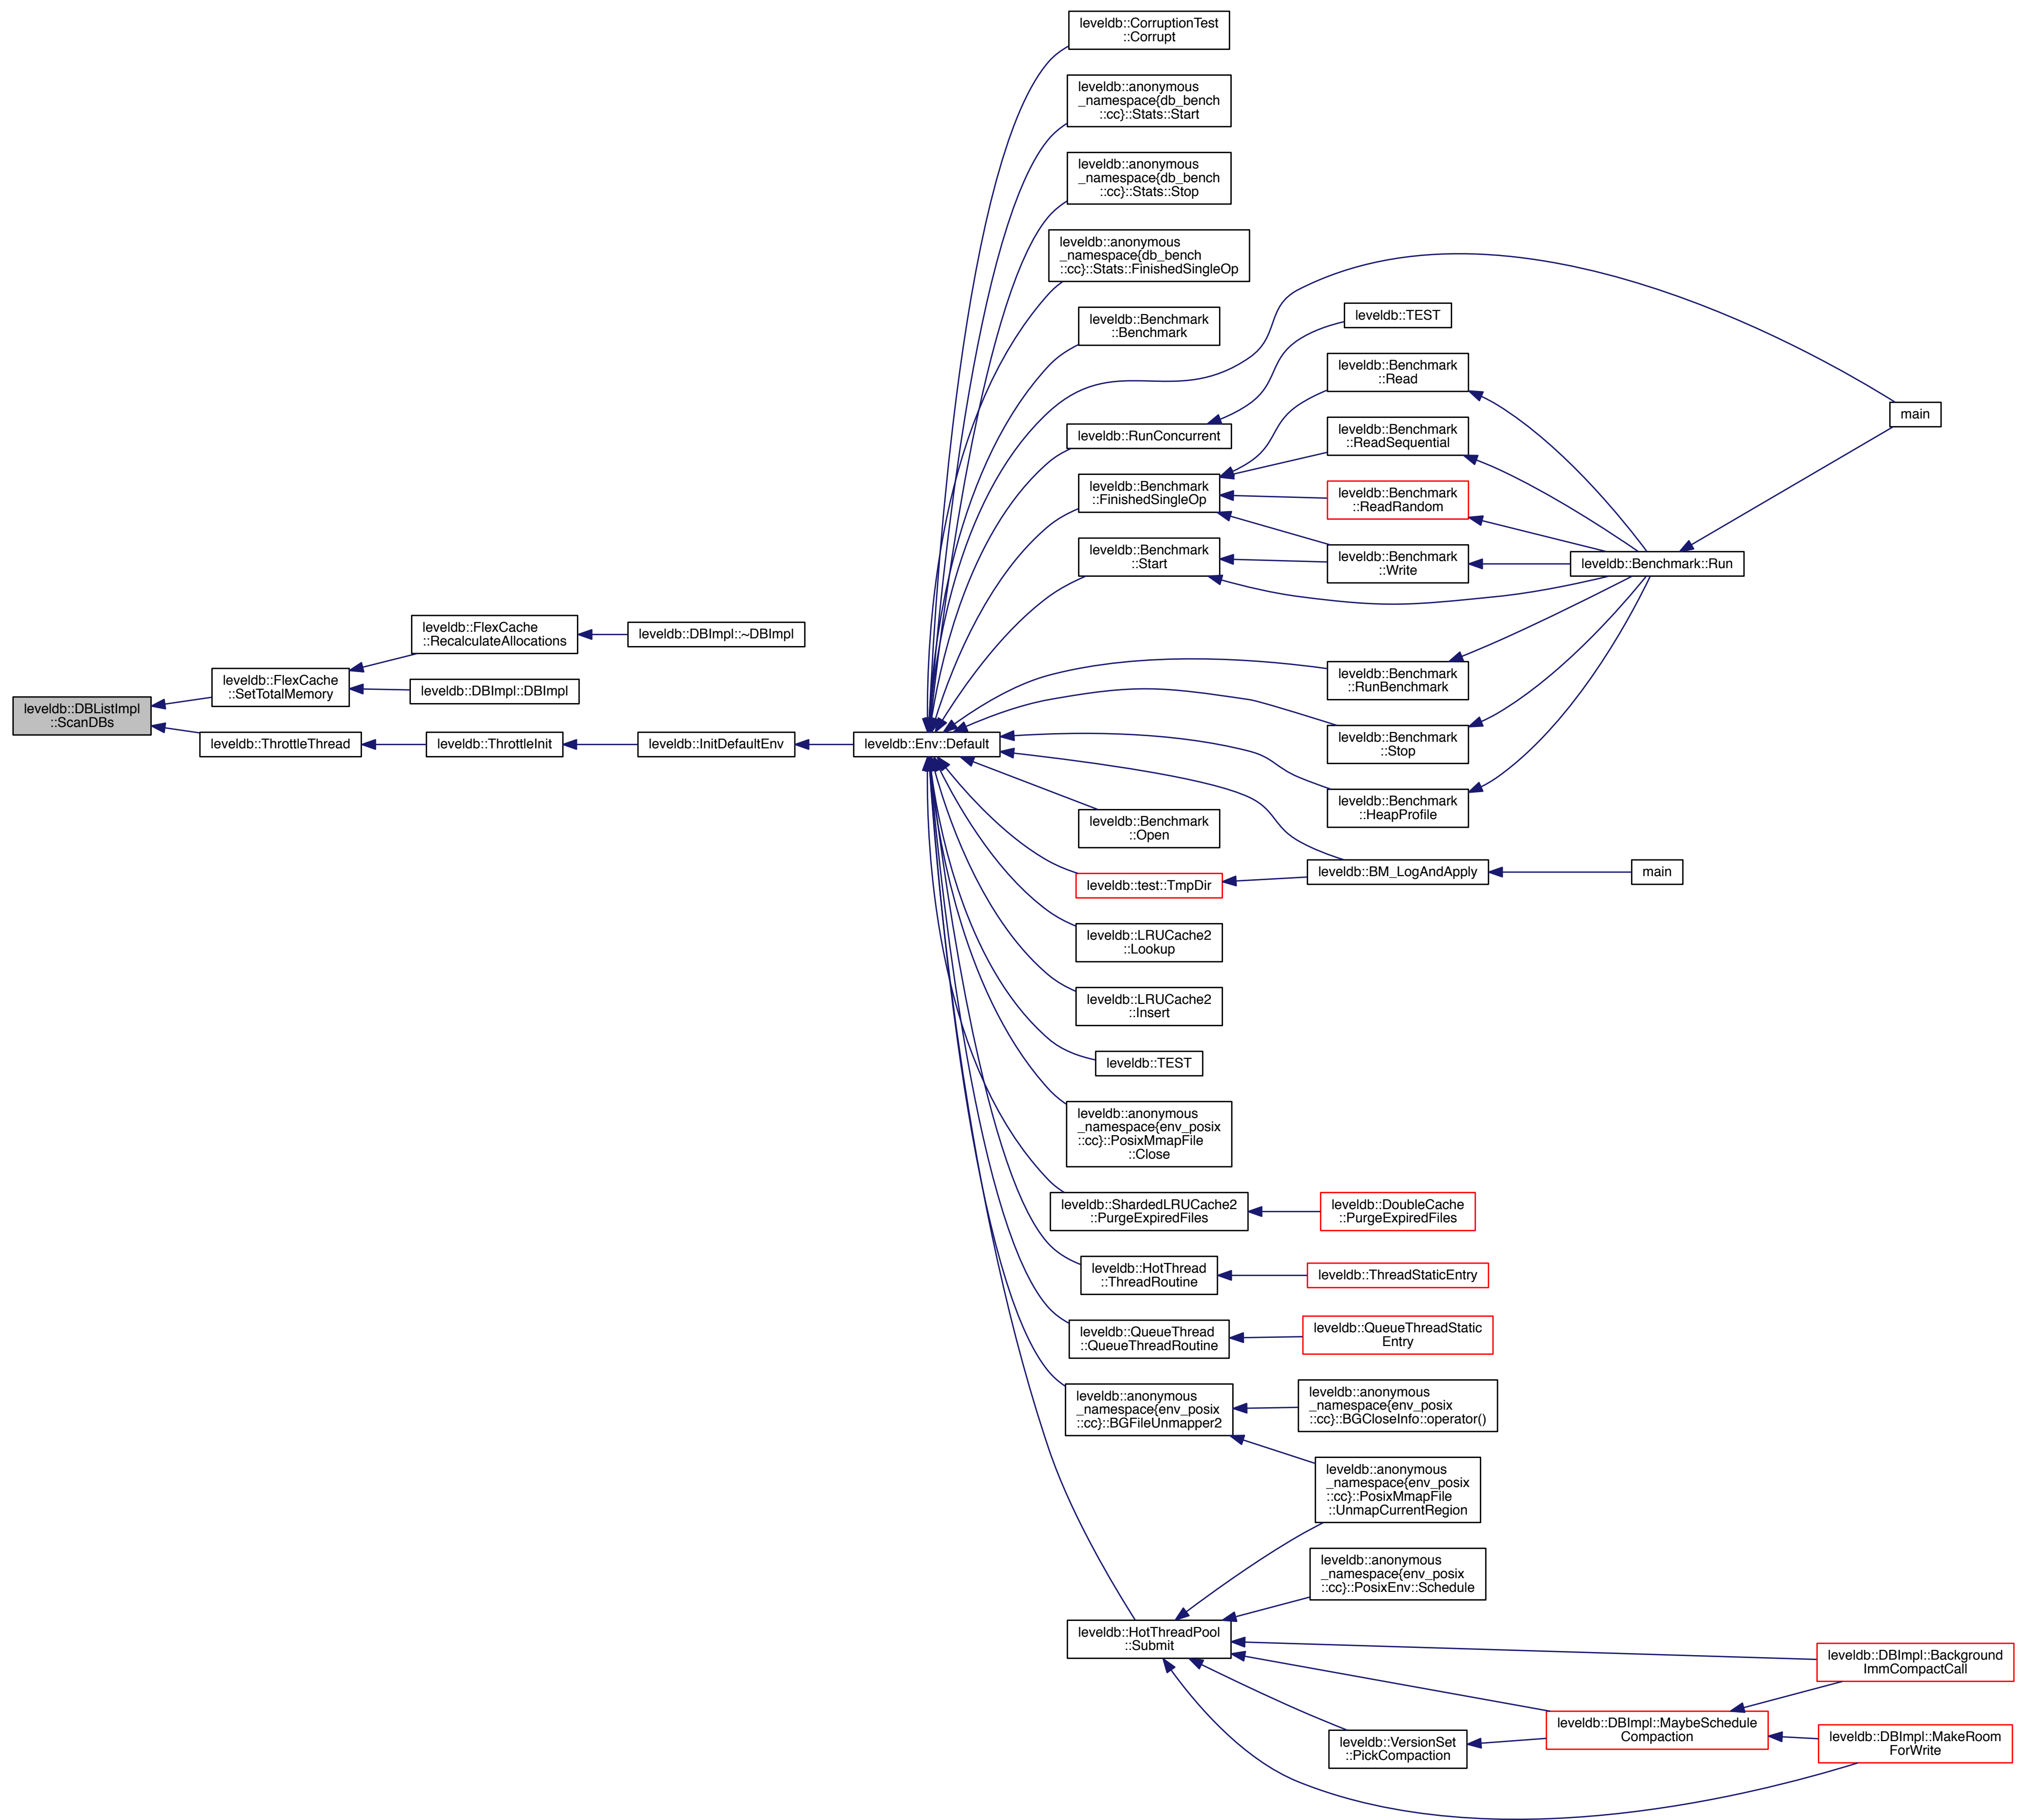 leveldb::CorruptionTest
::Corrupt
leveldb::anonymous
_namespace{db_bench
::cc}::Stats::Start
leveldb::anonymous
_namespace{db_bench
::cc}::Stats::Stop
leveldb::anonymous
_namespace{db_bench
::cc}::Stats::FinishedSingleOp
leveldb::Benchmark
::Benchmark
leveldb::TEST
leveldb::Benchmark
::Read
main
leveldb::RunConcurrent
leveldb::Benchmark
::ReadSequential
leveldb::Benchmark
::FinishedSingleOp
leveldb::Benchmark
::ReadRandom
leveldb::Benchmark
::Start
leveldb::Benchmark
::Write
leveldb::Benchmark::Run
leveldb::FlexCache
::RecalculateAllocations
leveldb::DBImpl::~DBImpl
leveldb::FlexCache
::SetTotalMemory
leveldb::DBImpl::DBImpl
leveldb::Benchmark
::RunBenchmark
leveldb::DBListImpl
::ScanDBs
leveldb::ThrottleThread
leveldb::ThrottleInit
leveldb::InitDefaultEnv
leveldb::Env::Default
leveldb::Benchmark
::Stop
leveldb::Benchmark
::HeapProfile
leveldb::Benchmark
::Open
leveldb::test::TmpDir
leveldb::BM_LogAndApply
main
leveldb::LRUCache2
::Lookup
leveldb::LRUCache2
::Insert
leveldb::TEST
leveldb::anonymous
_namespace{env_posix
::cc}::PosixMmapFile
::Close
leveldb::ShardedLRUCache2
::PurgeExpiredFiles
leveldb::DoubleCache
::PurgeExpiredFiles
leveldb::HotThread
::ThreadRoutine
leveldb::ThreadStaticEntry
leveldb::QueueThread
::QueueThreadRoutine
leveldb::QueueThreadStatic
Entry
leveldb::anonymous
_namespace{env_posix
::cc}::BGFileUnmapper2
leveldb::anonymous
_namespace{env_posix
::cc}::BGCloseInfo::operator()
leveldb::anonymous
_namespace{env_posix
::cc}::PosixMmapFile
::UnmapCurrentRegion
leveldb::anonymous
_namespace{env_posix
::cc}::PosixEnv::Schedule
leveldb::HotThreadPool
::Submit
leveldb::DBImpl::Background
ImmCompactCall
leveldb::DBImpl::MaybeSchedule
Compaction
leveldb::VersionSet
::PickCompaction
leveldb::DBImpl::MakeRoom
ForWrite